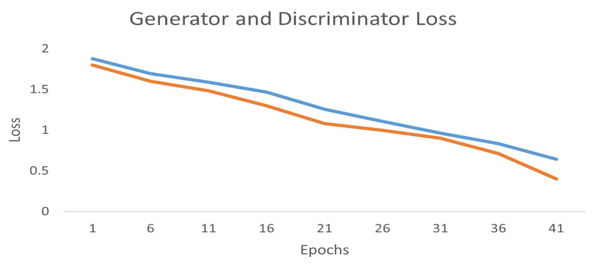 Generator and Discriminator Loss
2
1.5
1
0.5
0
Loss
1 6 11 16 21 26 31 36 41
Epochs